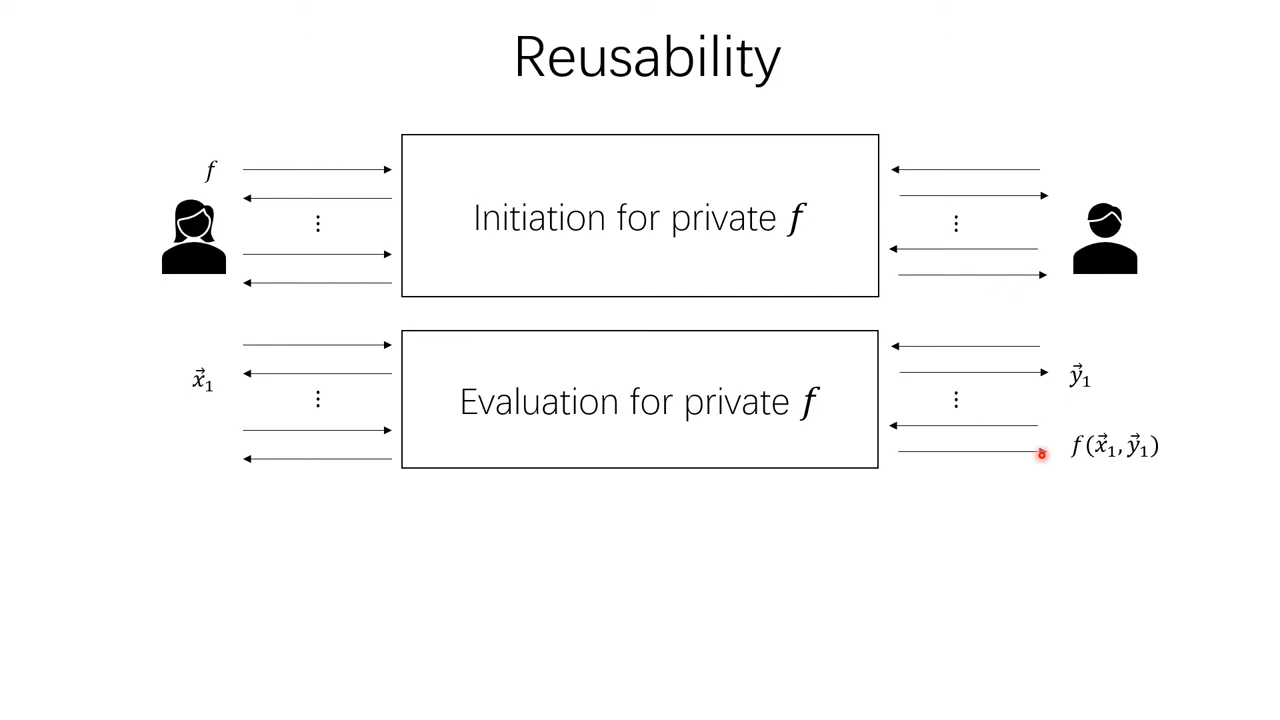 Reusability
f
Initiation for private f
⋮
⋮
x⃗₁
Evaluation for private f
y⃗₁
⋮
⋮
f(x⃗₁, y⃗₁)